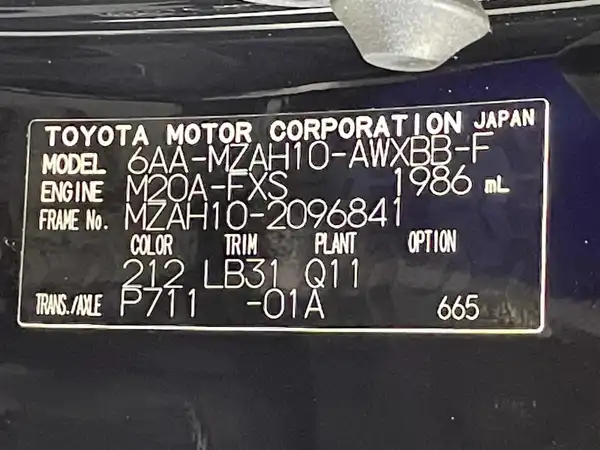 TOYOTA MOTOR CORPORATION JAPAN
MODEL 6AA-MZAH10-AWXBB-F
ENGINE M20A-FXS 1986 mL
FRAME No. MZAH10-2096841
COLOR TRIM PLANT OPTION
212 LB31 Q11
TRANS./AXLE P711 -01A 665